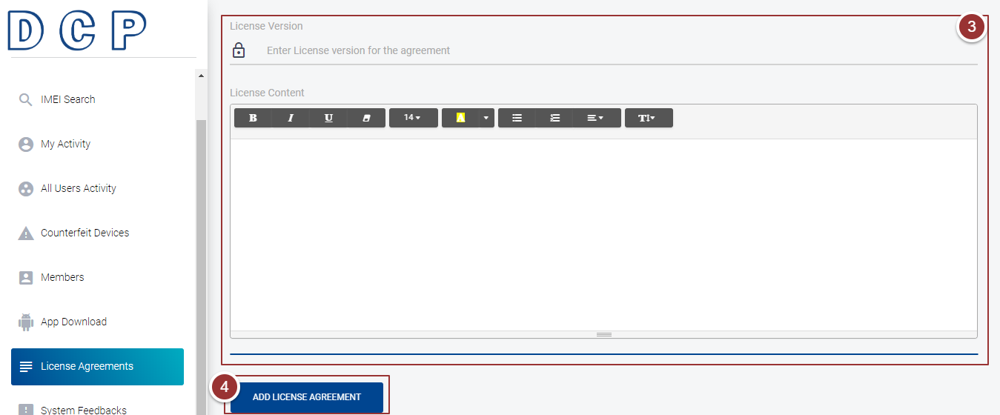 DCP
IMEI Search
My Activity
All Users Activity
Counterfeit Devices
Members
App Download
License Agreements
System Feedbacks
3
License Version
Enter License version for the agreement
License Content
B I U 14 A T
4
ADD LICENSE AGREEMENT